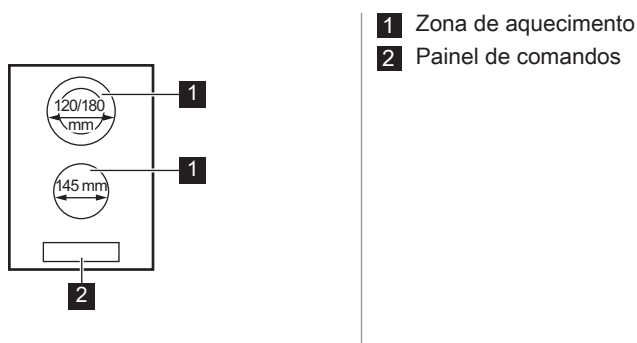 1 Zona de aquecimento
2 Painel de comandos
120/180
mm
1
145 mm
1
2